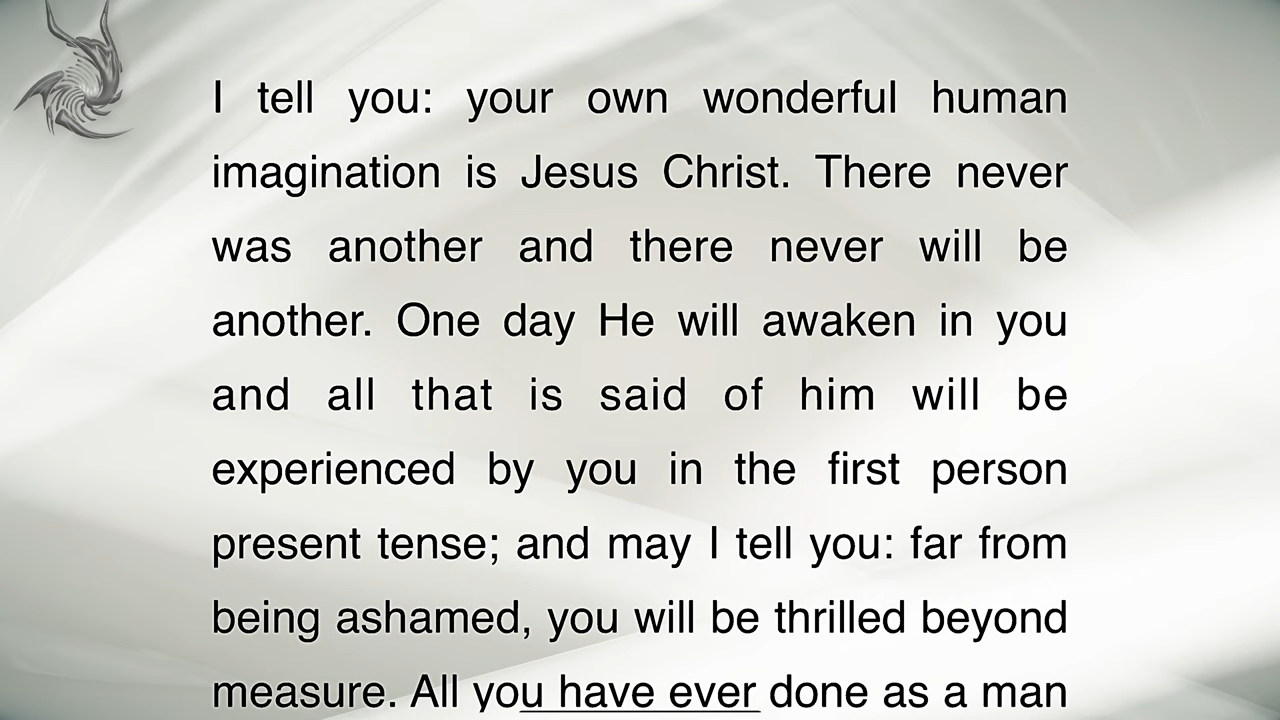 I tell you: your own wonderful human
imagination is Jesus Christ. There never
was another and there never will be
another. One day He will awaken in you
and all that is said of him will be
experienced by you in the first person
present tense; and may I tell you: far from
being ashamed, you will be thrilled beyond
measure. All you have ever done as a man